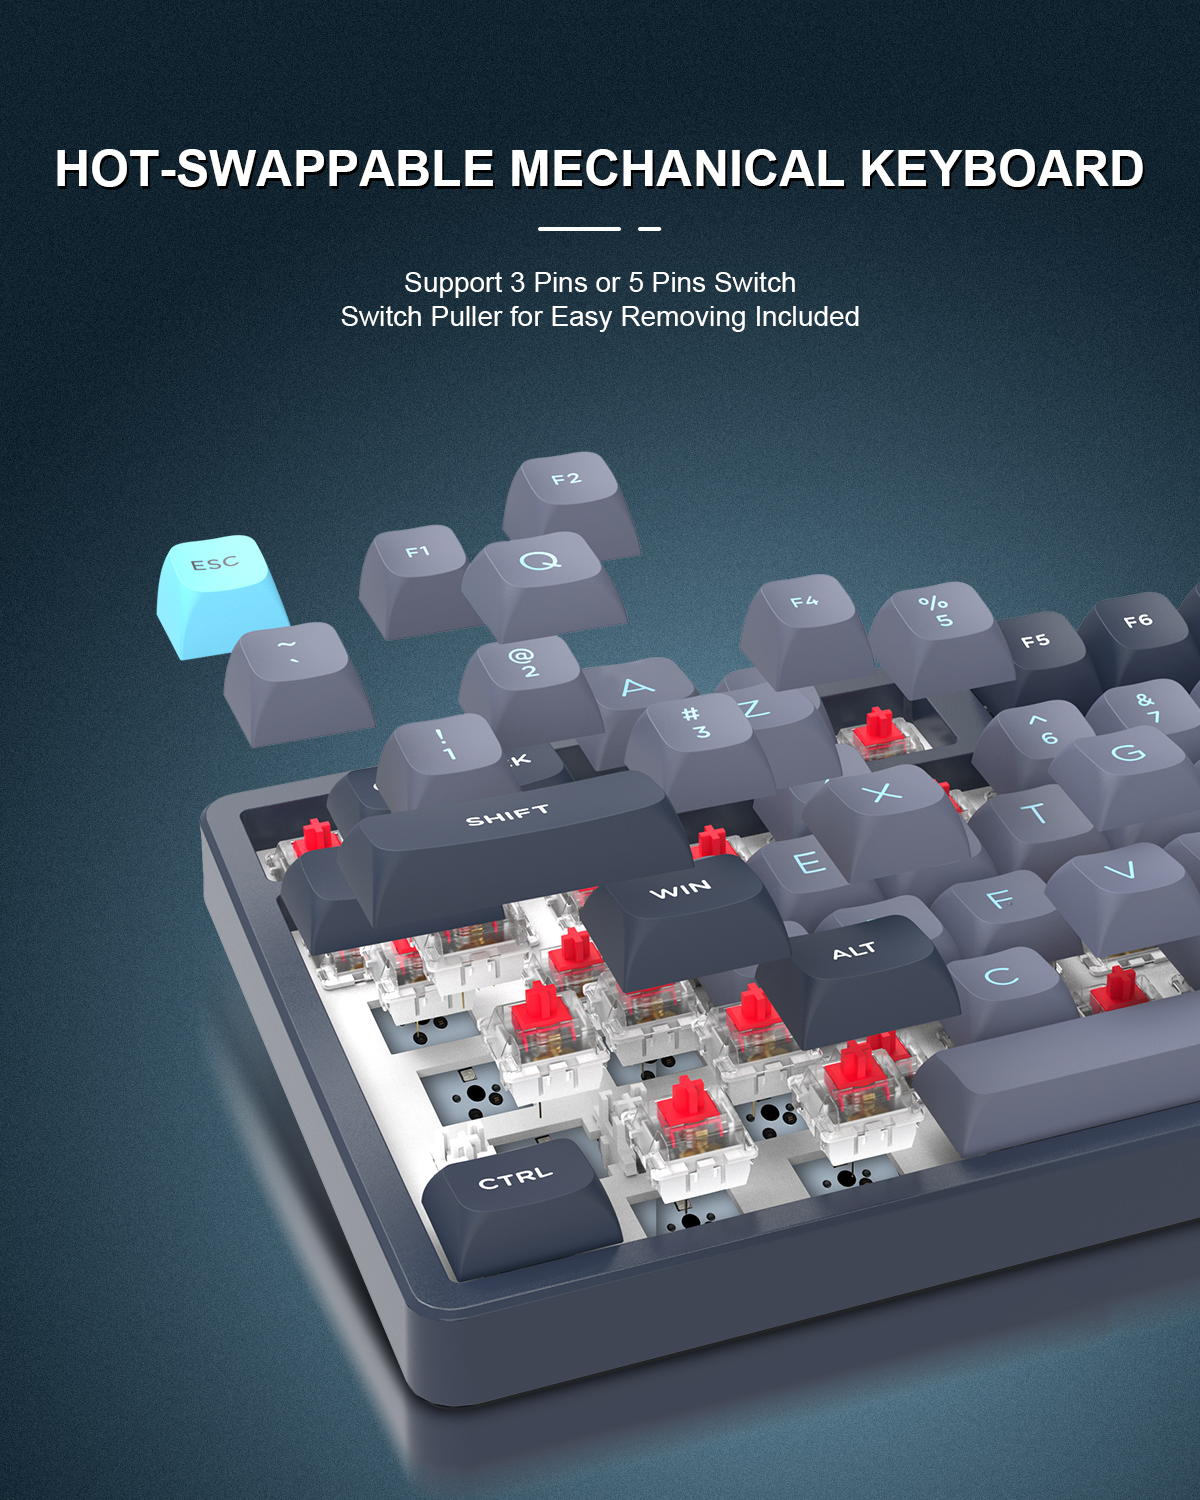 HOT-SWAPPABLE MECHANICAL KEYBOARD
Support 3 Pins or 5 Pins Switch
Switch Puller for Easy Removing Included
F2
ESC
F1
Q
F4
%
5
F5
F6
~
`
@
2
A
Z
#
3
^
6
&
7
!
1
G
SHIFT
X
T
E
WIN
F
V
ALT
C
CTRL